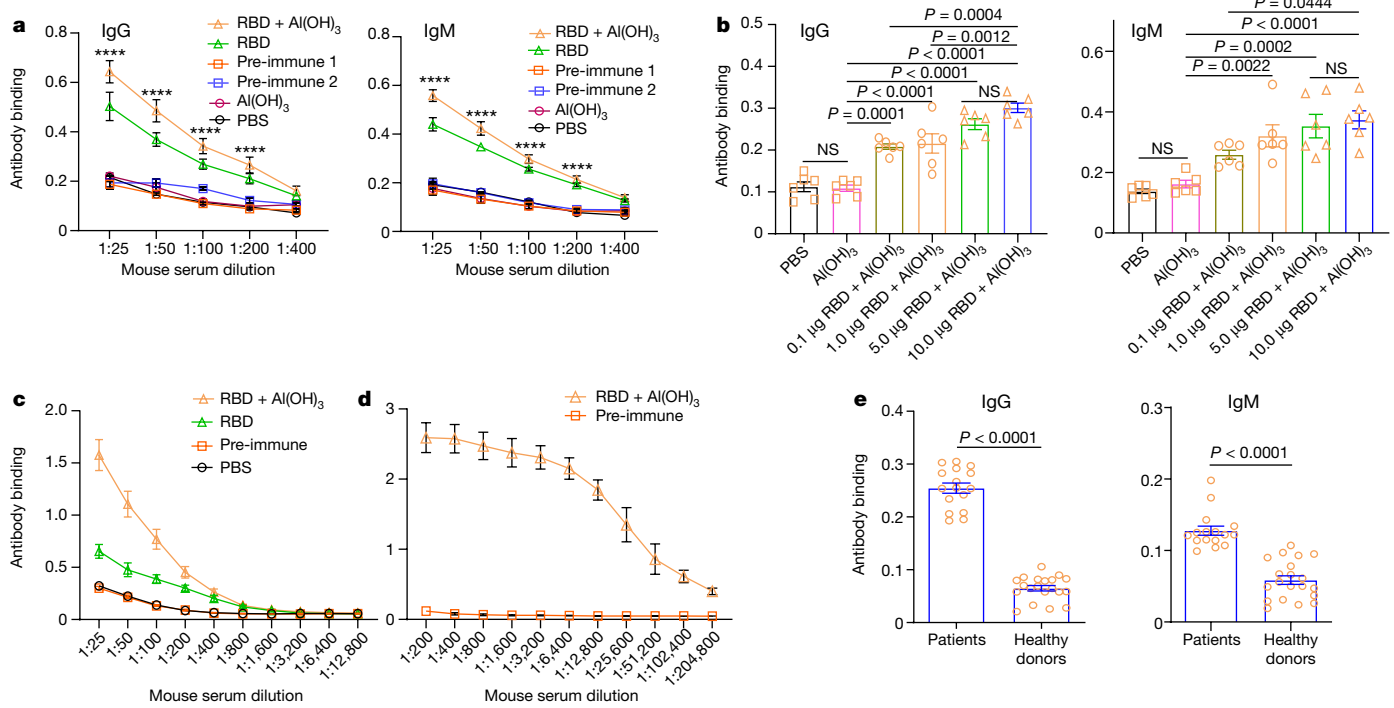 a
IgG
RBD + Al(OH)3
RBD
Pre-immune 1
Pre-immune 2
Al(OH)3
PBS
0.8
0.6
0.4
0.2
0
****
****
****
****
1:25
1:50
1:100
1:200
1:400
Mouse serum dilution
Antibody binding
IgM
RBD + Al(OH)3
RBD
Pre-immune 1
Pre-immune 2
Al(OH)3
PBS
0.8
0.6
0.4
0.2
0
****
****
****
****
1:25
1:50
1:100
1:200
1:400
Mouse serum dilution
b
IgG
Antibody binding
0.5
0.4
0.3
0.2
0.1
0
P = 0.0004
P = 0.0012
P < 0.0001
P < 0.0001
P < 0.0001
NS
P = 0.0001
NS
PBS
Al(OH)3
0.1 μg RBD + Al(OH)3
1.0 μg RBD + Al(OH)3
5.0 μg RBD + Al(OH)3
10.0 μg RBD + Al(OH)3
IgM
0.6
0.4
0.2
0
P = 0.0444
P < 0.0001
P = 0.0002
P = 0.0022
NS
NS
PBS
Al(OH)3
0.1 μg RBD + Al(OH)3
1.0 μg RBD + Al(OH)3
5.0 μg RBD + Al(OH)3
10.0 μg RBD + Al(OH)3
c
RBD + Al(OH)3
RBD
Pre-immune
PBS
Antibody binding
2.0
1.5
1.0
0.5
0
1:25
1:50
1:100
1:200
1:400
1:800
1:1,600
1:3,200
1:6,400
1:12,800
Mouse serum dilution
d
RBD + Al(OH)3
Pre-immune
3
2
1
0
1:200
1:400
1:800
1:1,600
1:3,200
1:6,400
1:12,800
1:25,600
1:51,200
1:102,400
1:204,800
Mouse serum dilution
e
IgG
Antibody binding
0.4
0.3
0.2
0.1
0
P < 0.0001
Patients
Healthy
donors
IgM
0.3
0.2
0.1
0
P < 0.0001
Patients
Healthy
donors